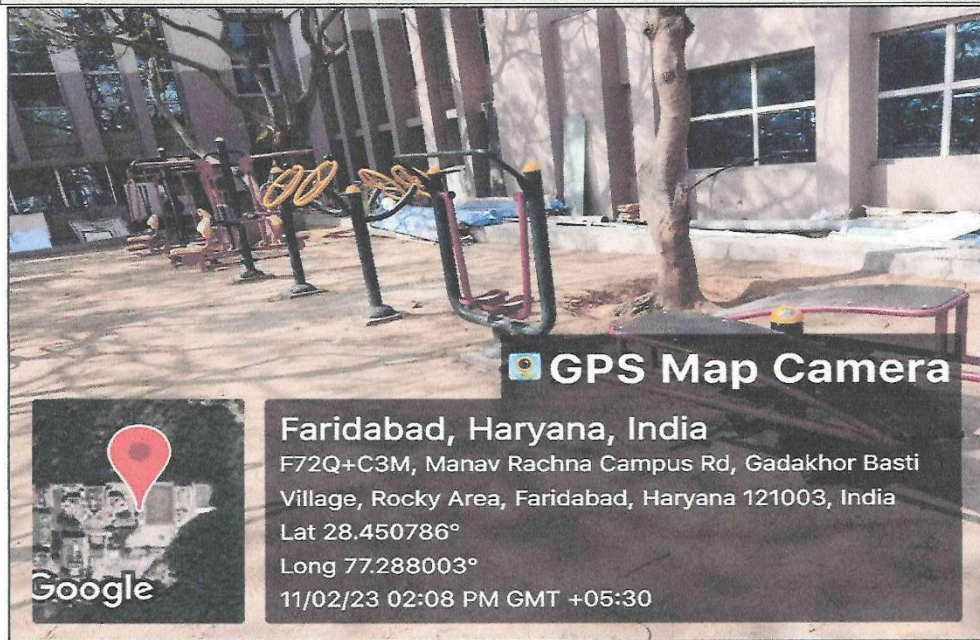 GPS Map Camera
Faridabad, Haryana, India
F72Q+C3M, Manav Rachna Campus Rd, Gadakhor Basti
Village, Rocky Area, Faridabad, Haryana 121003, India
Lat 28.450786°
Long 77.288003°
11/02/23 02:08 PM GMT +05:30
Google